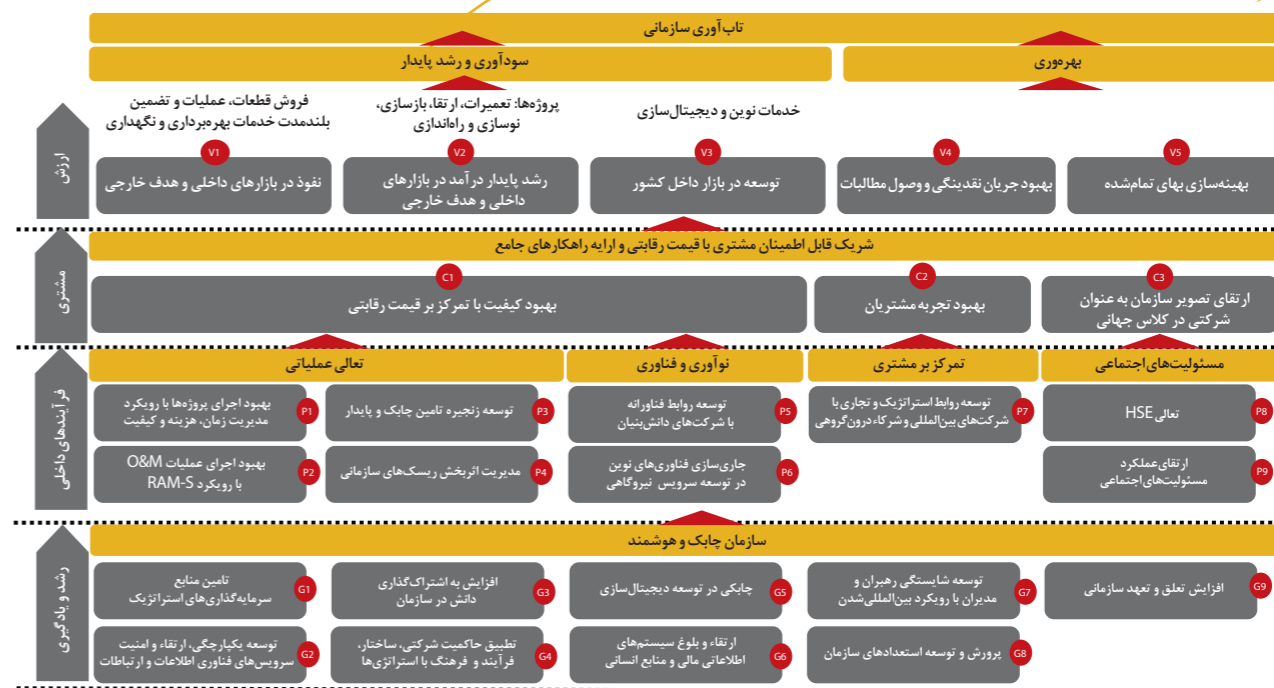 تاب‌آوری سازمانی
سودآوری و رشد پایدار
بهره‌وری
ارزش
فروش قطعات، عملیات و تضمین
بلندمدت خدمات بهره‌برداری و نگهداری
پروژه‌ها: تعمیرات، ارتقا، بازسازی،
نوسازی و راه‌اندازی
خدمات نوین و دیجیتال‌سازی
V1
نفوذ در بازارهای داخلی و هدف خارجی
V2
رشد پایدار درآمد در بازارهای
داخلی و هدف خارجی
V3
توسعه در بازار داخل کشور
V4
بهبود جریان نقدینگی و وصول مطالبات
V5
بهینه‌سازی بهای تمام‌شده
مشتری
شریک قابل اطمینان مشتری با قیمت رقابتی و ارایه راهکارهای جامع
C1
بهبود کیفیت با تمرکز بر قیمت رقابتی
C2
بهبود تجربه مشتریان
C3
ارتقای تصویر سازمان به عنوان
شرکتی در کلاس جهانی
فرآیندهای داخلی
تعالی عملیاتی
نوآوری و فناوری
تمرکز بر مشتری
مسئولیت‌های اجتماعی
P1
بهبود اجرای پروژه‌ها با رویکرد
مدیریت زمان، هزینه و کیفیت
P3
توسعه زنجیره تامین چابک و پایدار
P5
توسعه روابط فناورانه
با شرکت‌های دانش‌بنیان
P7
توسعه روابط استراتژیک و تجاری با
شرکت‌های بین‌المللی و شرکاء درون‌گروهی
P8
تعالی HSE
P2
بهبود اجرای عملیات O&M
با رویکرد RAM-S
P4
مدیریت اثربخش ریسک‌های سازمانی
P6
جاری‌سازی فناوری‌های نوین
در توسعه سرویس نیروگاهی
P9
ارتقای عملکرد
مسئولیت‌های اجتماعی
رشد و یادگیری
سازمان چابک و هوشمند
G1
تامین منابع
سرمایه‌گذاری‌های استراتژیک
G3
افزایش به اشتراک‌گذاری
دانش در سازمان
G5
چابکی در توسعه دیجیتال‌سازی
G7
توسعه شایستگی رهبران و
مدیران با رویکرد بین‌المللی‌شدن
G9
افزایش تعلق و تعهد سازمانی
G2
توسعه یکپارچگی، ارتقاء و امنیت
سرویس‌های فناوری اطلاعات و ارتباطات
G4
تطبیق حاکمیت شرکتی، ساختار،
فرآیند و فرهنگ با استراتژی‌ها
G6
ارتقاء و بلوغ سیستم‌های
اطلاعاتی مالی و منابع انسانی
G8
پرورش و توسعه استعدادهای سازمان